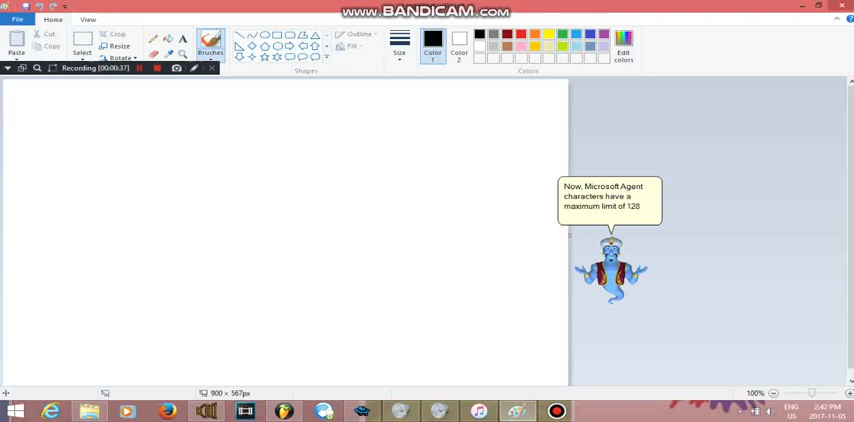 www.BANDICAM.com
File
Home
View
Paste
Cut
Copy
Select
Crop
Resize
Rotate
Brushes
Shapes
Outline
Fill
Size
Color 1
Color 2
Colors
Edit colors
Recording [00:00:37]
Now, Microsoft Agent
characters have a
maximum limit of 128
900 × 567px
100%
ENG
US
2:42 PM
2017-11-05